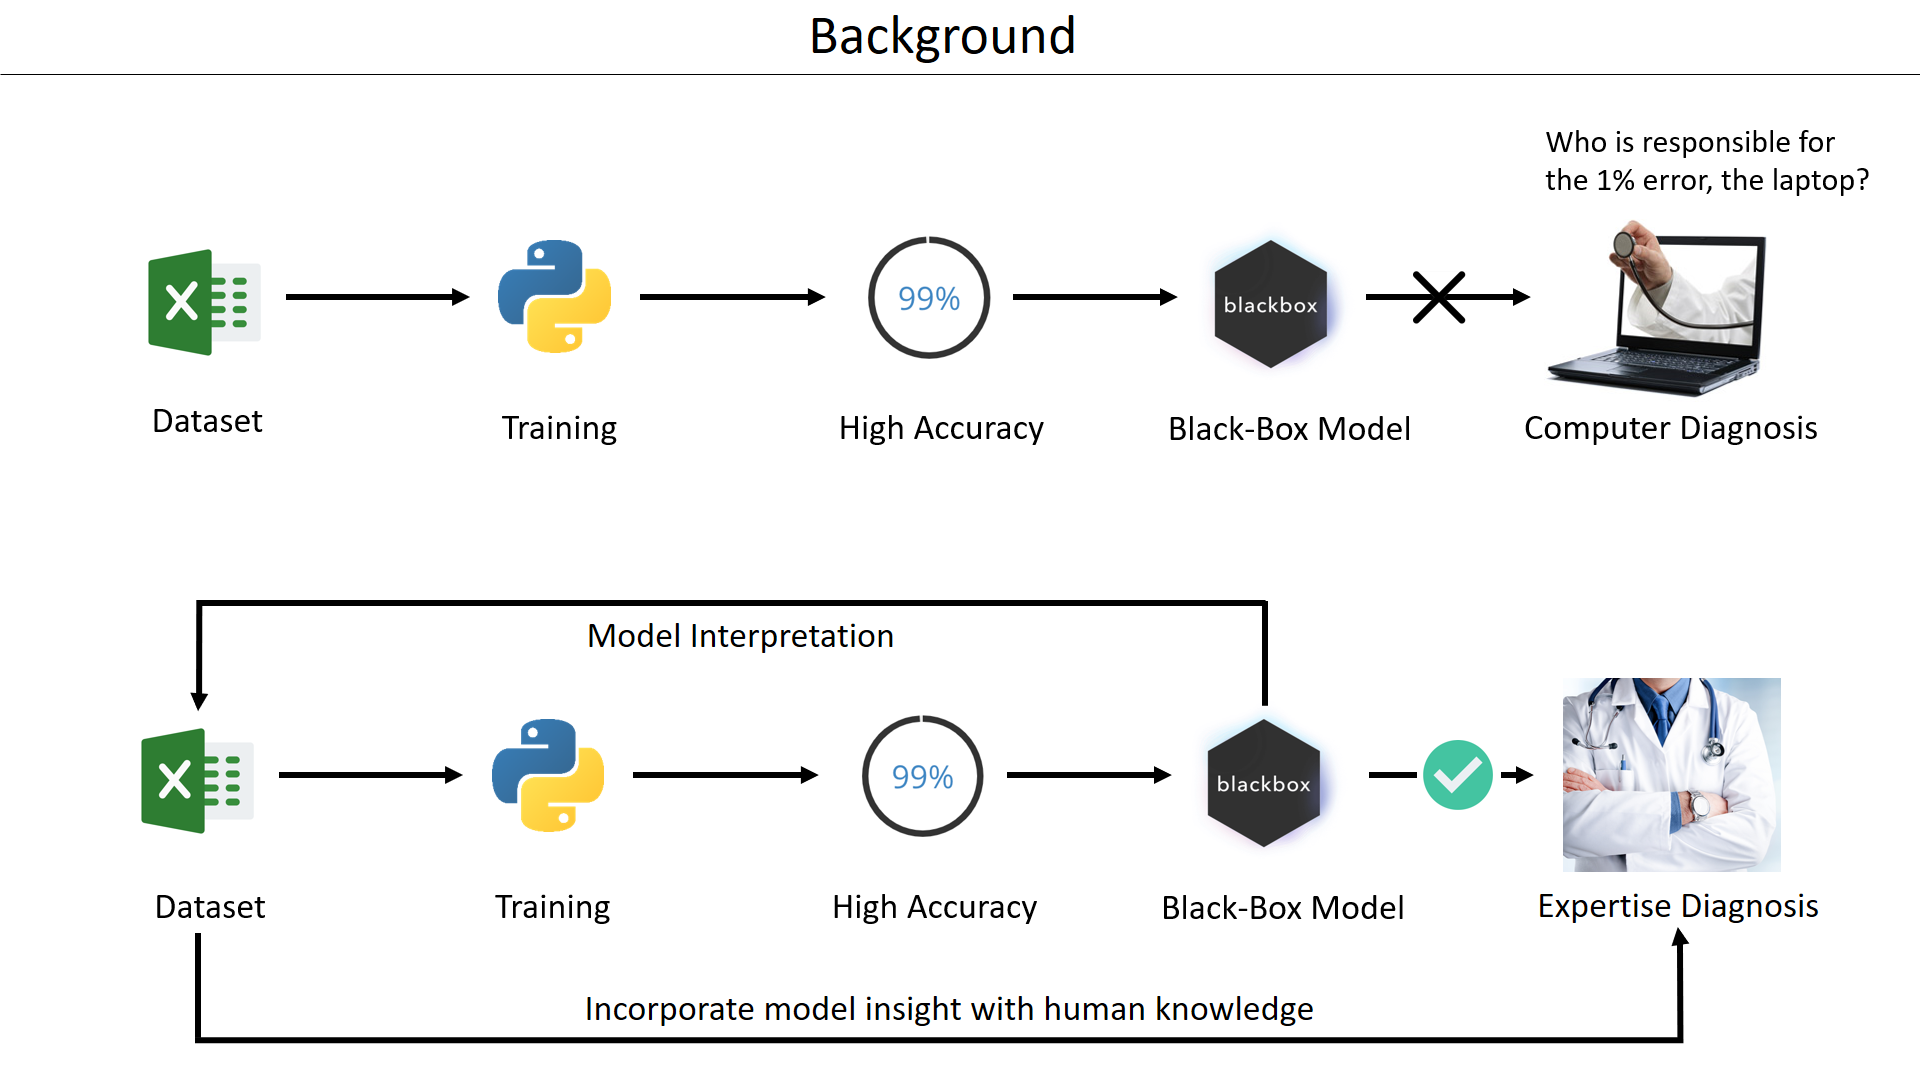 Background
Who is responsible for
the 1% error, the laptop?
X
99%
blackbox
Dataset
Training
High Accuracy
Black-Box Model
Computer Diagnosis
Model Interpretation
X
99%
blackbox
Dataset
Training
High Accuracy
Black-Box Model
Expertise Diagnosis
Incorporate model insight with human knowledge